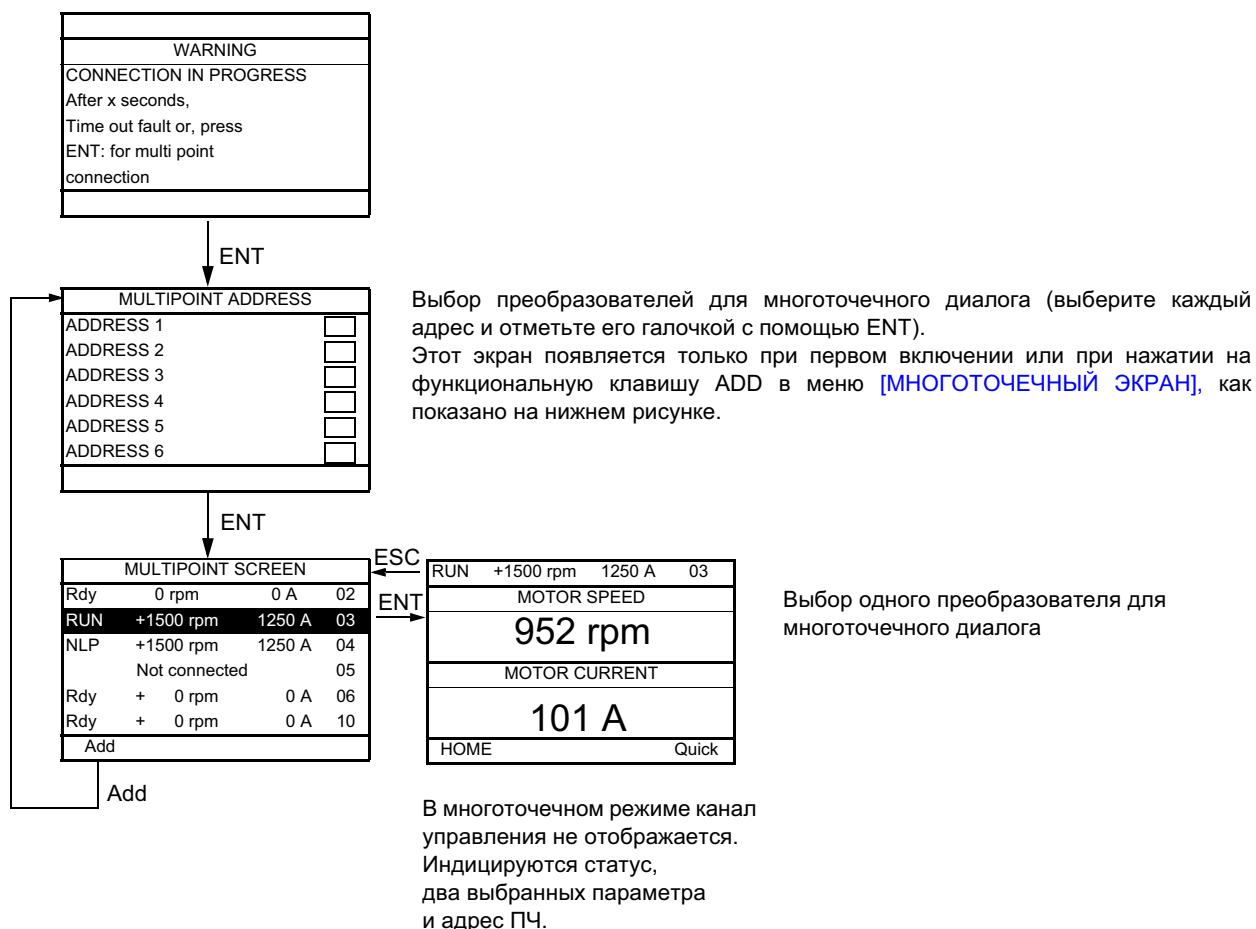 WARNING
CONNECTION IN PROGRESS
After x seconds,
Time out fault or, press
ENT: for multi point
connection
ENT
MULTIPOINT ADDRESS
ADDRESS 1
ADDRESS 2
ADDRESS 3
ADDRESS 4
ADDRESS 5
ADDRESS 6
Выбор преобразователей для многоточечного диалога (выберите каждый
адрес и отметьте его галочкой с помощью ENT).
Этот экран появляется только при первом включении или при нажатии на
функциональную клавишу ADD в меню [МНОГОТОЧЕЧНЫЙ ЭКРАН], как
показано на нижнем рисунке.
ENT
MULTIPOINT SCREEN
Rdy 0 rpm 0 A 02
RUN +1500 rpm 1250 A 03
NLP +1500 rpm 1250 A 04
Not connected 05
Rdy + 0 rpm 0 A 06
Rdy + 0 rpm 0 A 10
Add
Add
ESC
ENT
RUN +1500 rpm 1250 A 03
MOTOR SPEED
952 rpm
MOTOR CURRENT
101 A
HOME Quick
Выбор одного преобразователя для
многоточечного диалога
В многоточечном режиме канал
управления не отображается.
Индицируются статус,
два выбранных параметра
и адрес ПЧ.